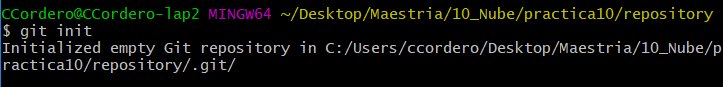 CCordero@CCordero-lap2 MINGW64 ~/Desktop/Maestria/10_Nube/practica10/repository
$ git init
Initialized empty Git repository in C:/Users/ccordero/Desktop/Maestria/10_Nube/p
ractica10/repository/.git/